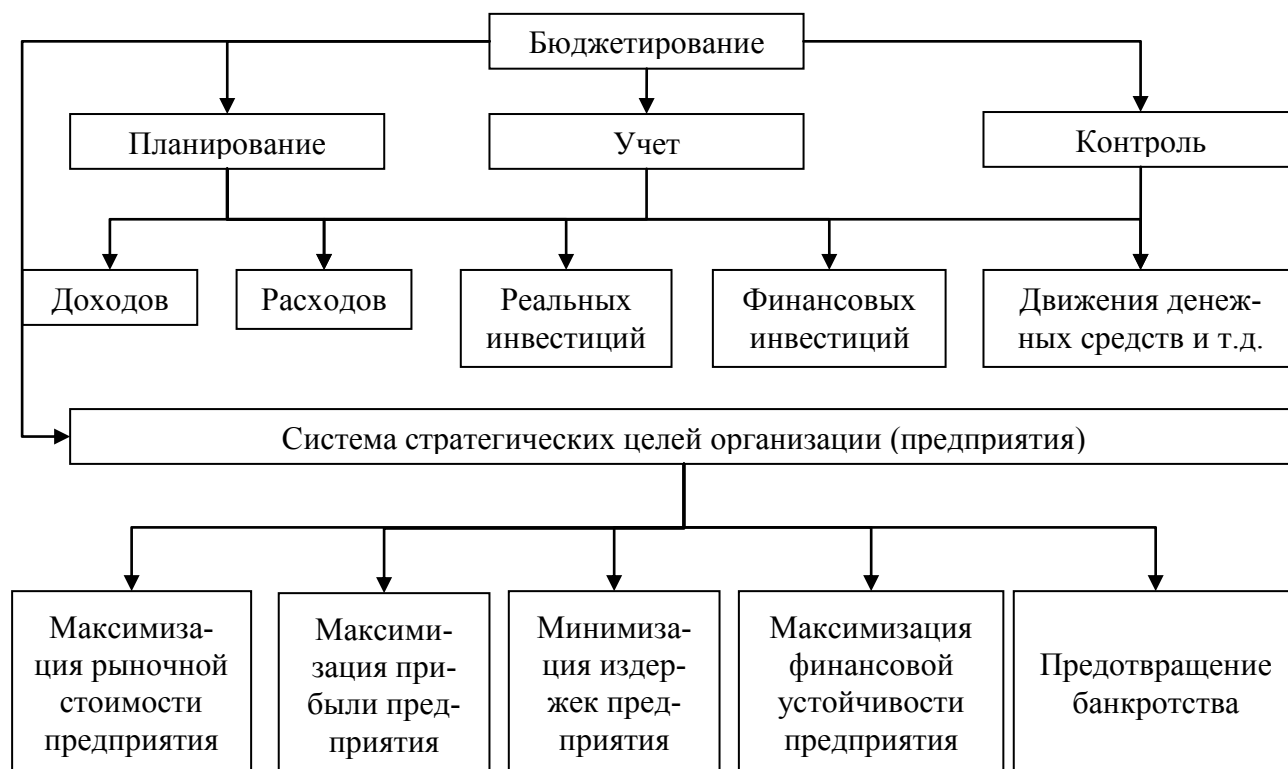 Бюджетирование
Планирование
Учет
Контроль
Доходов
Расходов
Реальных
инвестиций
Финансовых
инвестиций
Движения денеж-
ных средств и т.д.
Система стратегических целей организации (предприятия)
Максимиза-
ция рыночной
стоимости
предприятия
Максими-
зация при-
были пред-
приятия
Минимиза-
ция издер-
жек пред-
приятия
Максимизация
финансовой
устойчивости
предприятия
Предотвращение
банкротства